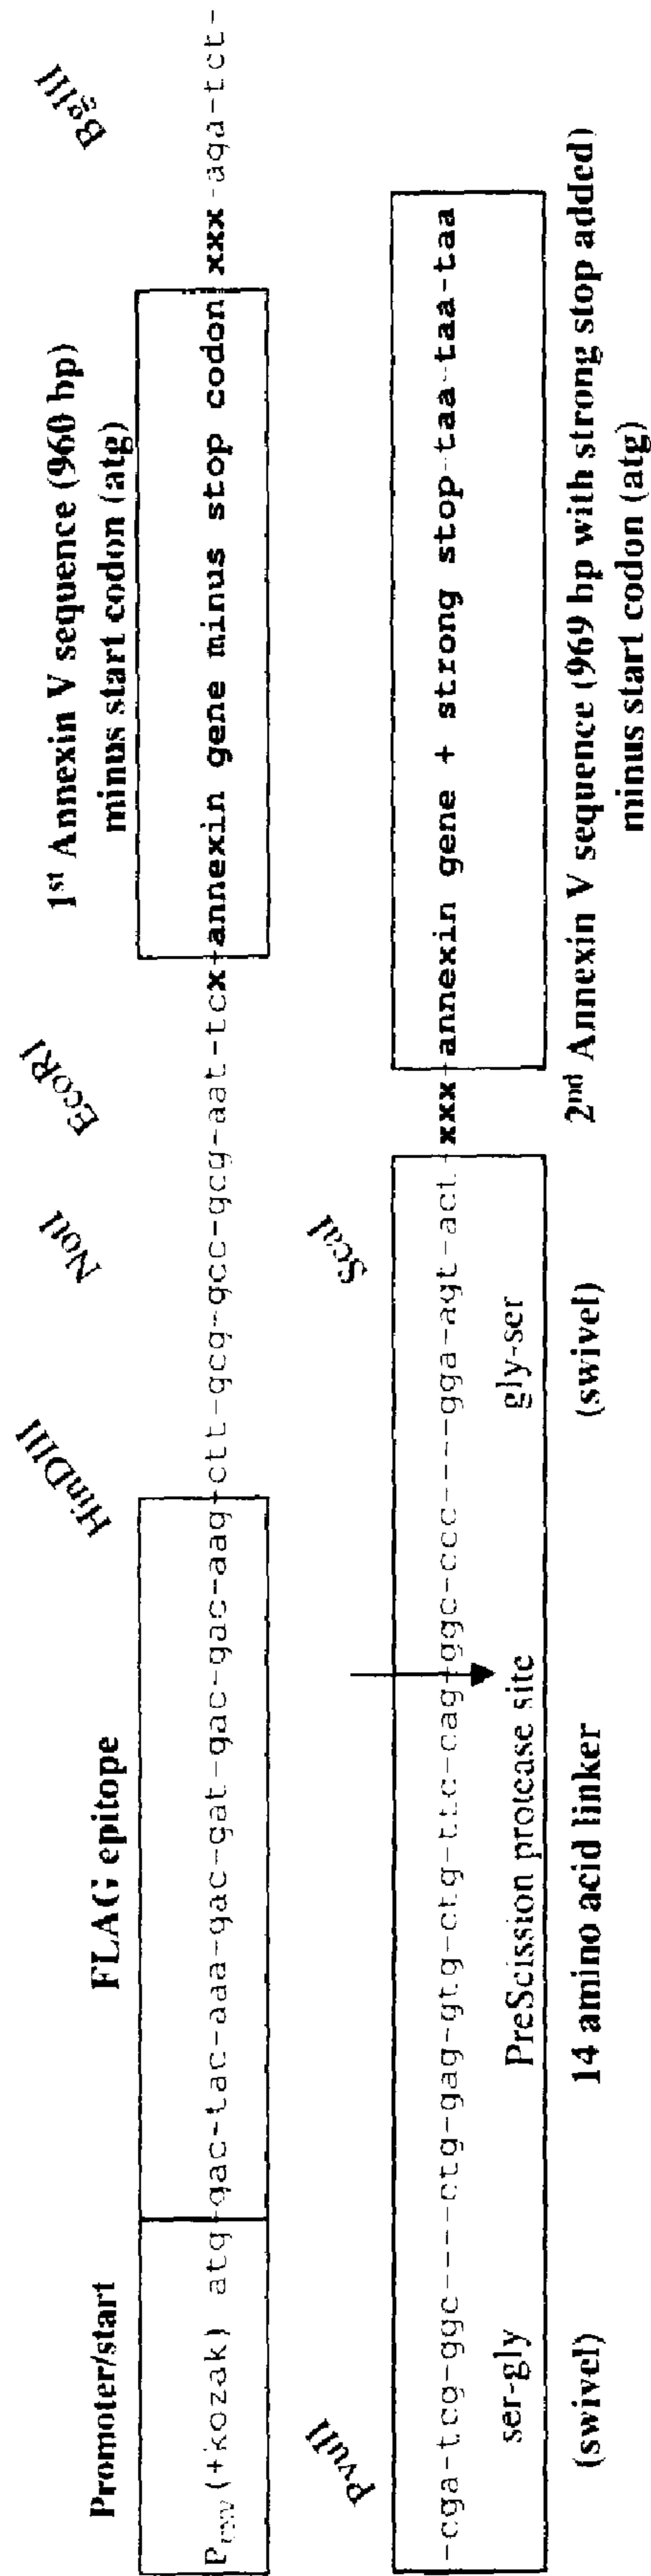 Promoter/start FLAG epitope HinDIII NotI EcoRI 1st Annexin V sequence (960 bp) BglII
minus start codon (atg)
PCMV(+kozak) atg-gac-tac-aaa-gac-gat-gac-gac-gac-aag-ctt-gcg-gcc-gcg-aat-tcx+annexin gene minus stop codon xxx-aga-tct-
PvuII ScaI
-cga-tcg-ggc----ctg-gag-gtg-ctg-ttc-cag-ggc-ccc----gga-agt-act-xxx+annexin gene + strong stop-taa-taa-taa
ser-gly PreScission protease site gly-ser
(swivel) 14 amino acid linker (swivel) 2nd Annexin V sequence (969 bp with strong stop added)
minus start codon (atg)